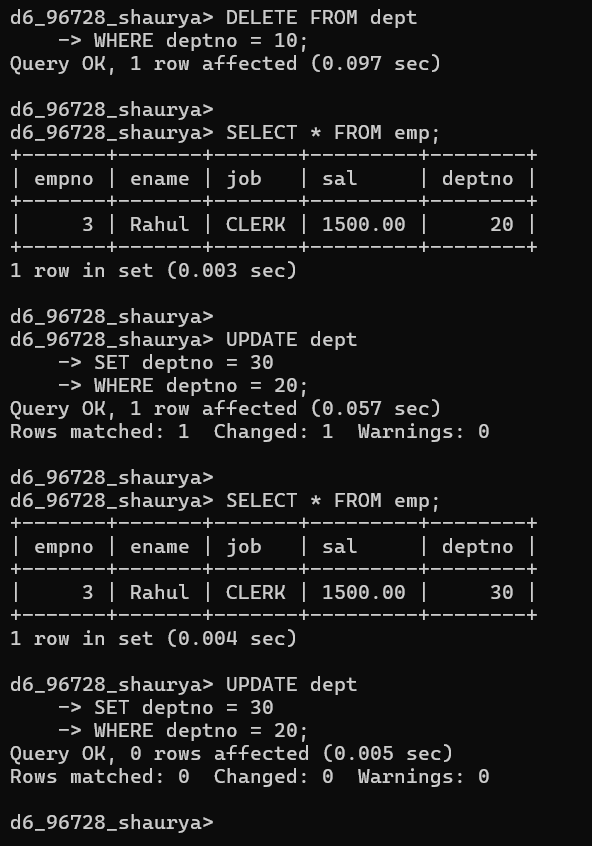 d6_96728_shaurya> DELETE FROM dept
    -> WHERE deptno = 10;
Query OK, 1 row affected (0.097 sec)

d6_96728_shaurya>
d6_96728_shaurya> SELECT * FROM emp;
+-------+-------+-------+---------+--------+
| empno | ename | job   | sal     | deptno |
+-------+-------+-------+---------+--------+
|     3 | Rahul | CLERK | 1500.00 |     20 |
+-------+-------+-------+---------+--------+
1 row in set (0.003 sec)

d6_96728_shaurya>
d6_96728_shaurya> UPDATE dept
    -> SET deptno = 30
    -> WHERE deptno = 20;
Query OK, 1 row affected (0.057 sec)
Rows matched: 1  Changed: 1  Warnings: 0

d6_96728_shaurya>
d6_96728_shaurya> SELECT * FROM emp;
+-------+-------+-------+---------+--------+
| empno | ename | job   | sal     | deptno |
+-------+-------+-------+---------+--------+
|     3 | Rahul | CLERK | 1500.00 |     30 |
+-------+-------+-------+---------+--------+
1 row in set (0.004 sec)

d6_96728_shaurya> UPDATE dept
    -> SET deptno = 30
    -> WHERE deptno = 20;
Query OK, 0 rows affected (0.005 sec)
Rows matched: 0  Changed: 0  Warnings: 0

d6_96728_shaurya>